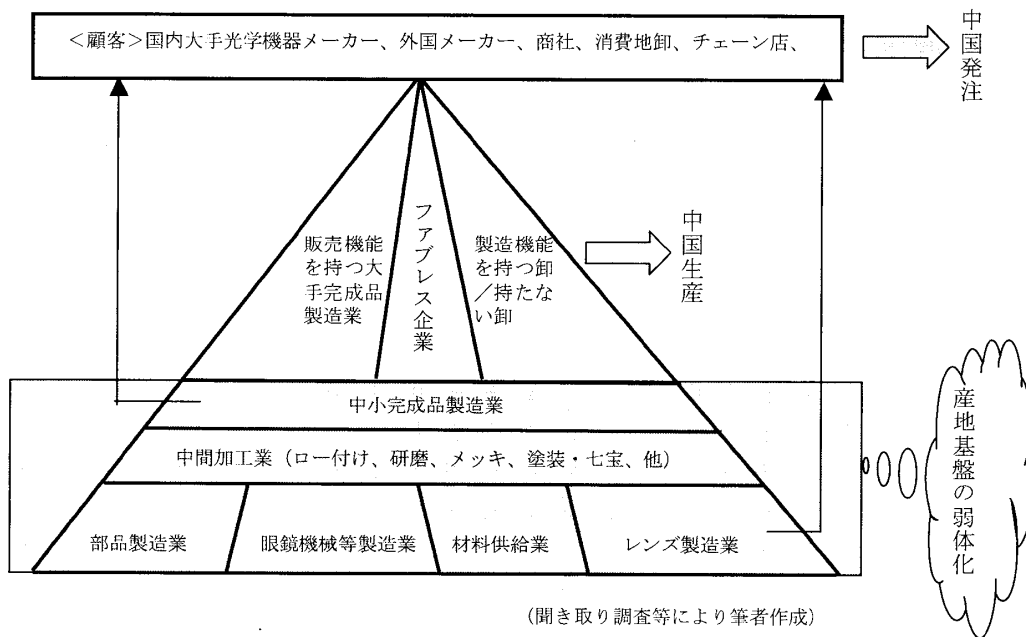 <顧客>国内大手光学機器メーカー、外国メーカー、商社、消費地卸、チェーン店、
中国発注
販売機能
を持つ大
手完成品
製造業
ファブレス企業
製造機能
を持つ卸
/持たな
い卸
中国生産
中小完成品製造業
中間加工業(ロー付け、研磨、メッキ、塗装・七宝、他)
部品製造業
眼鏡機械等製造業
材料供給業
レンズ製造業
産地基盤の弱体化
(聞き取り調査等により筆者作成)